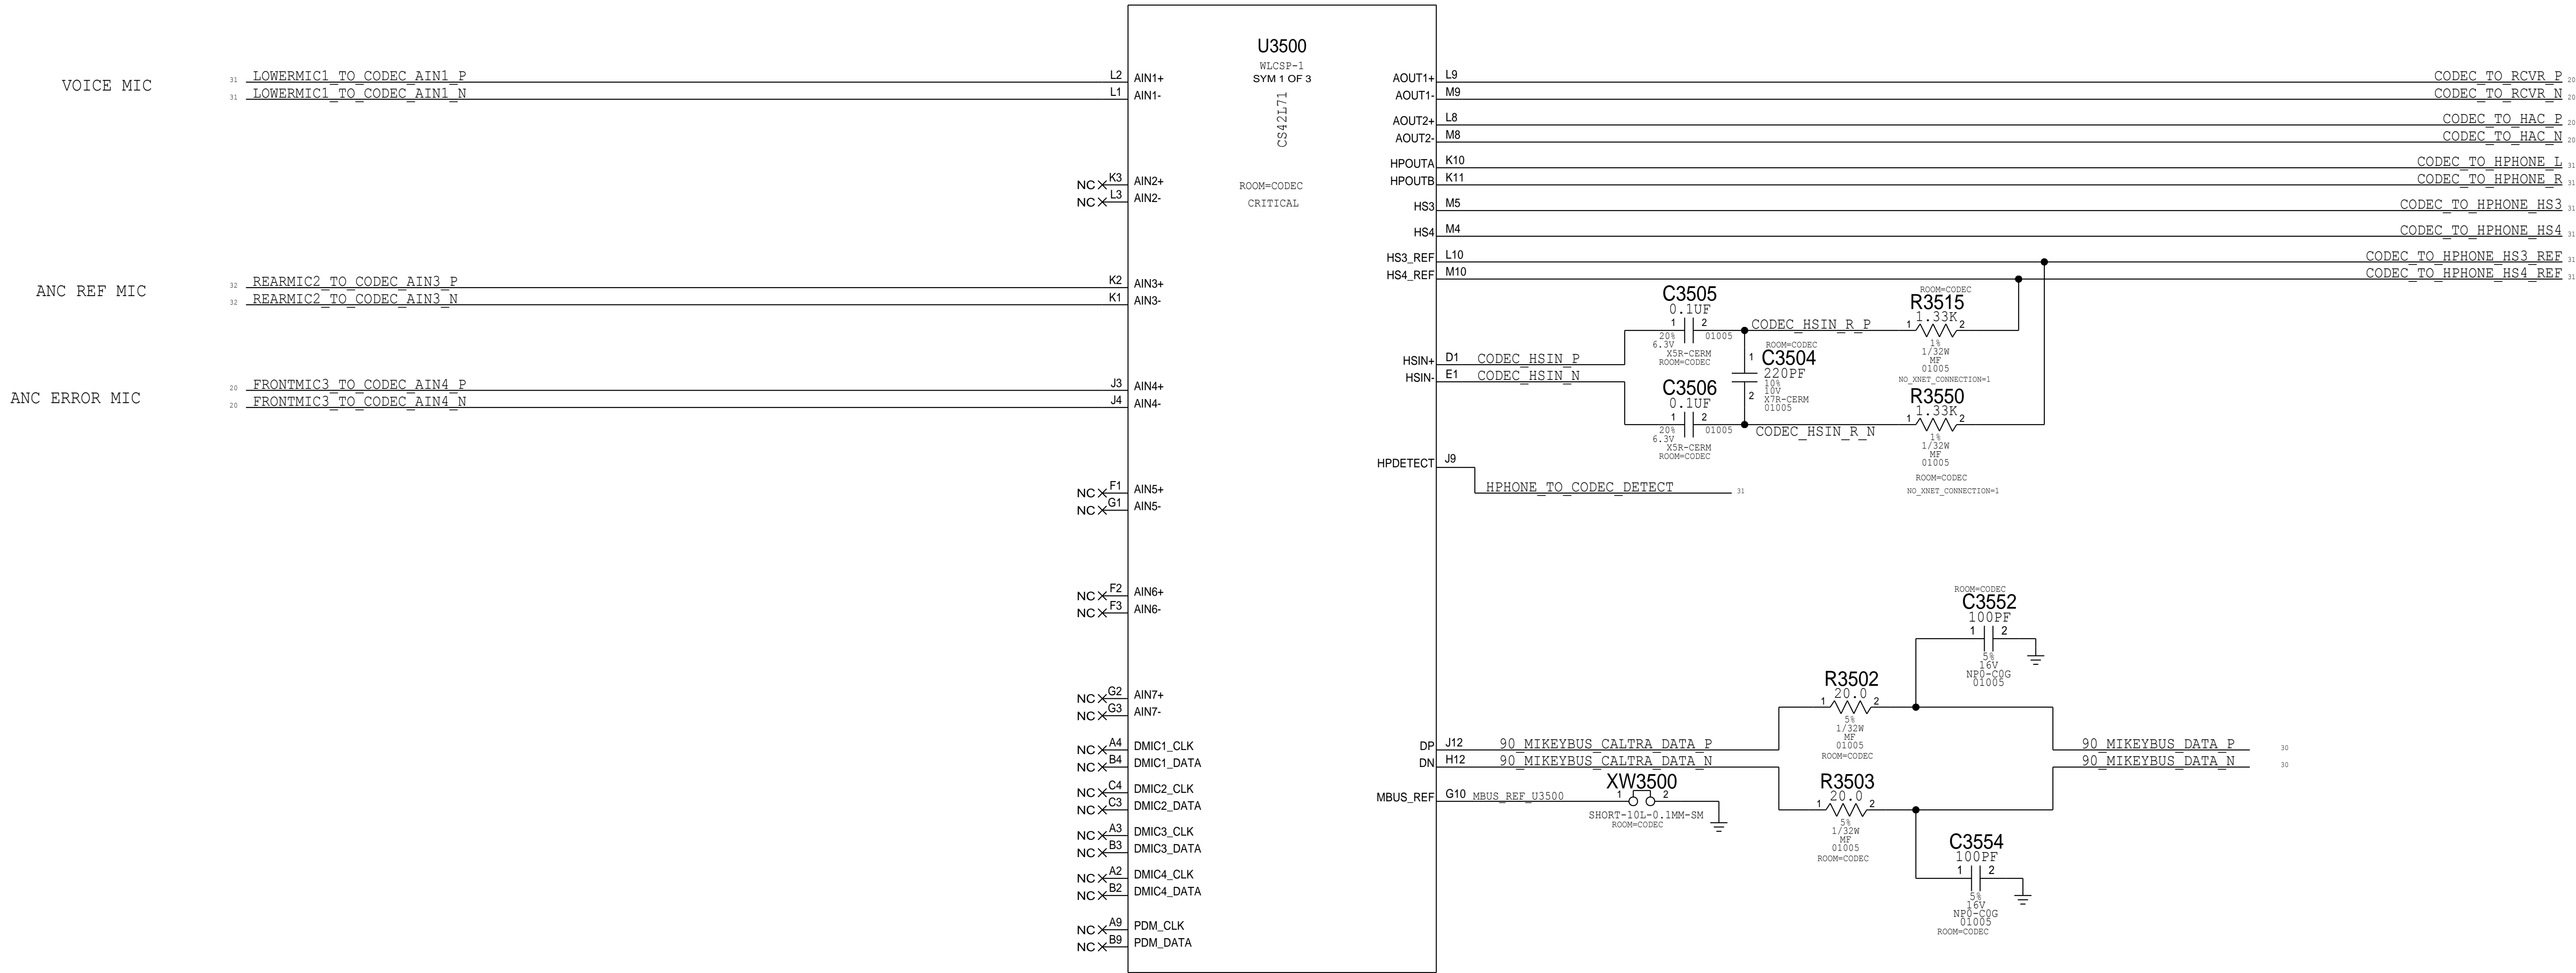 U3500
WLCSP-1
SYM 1 OF 3
CS42L71
ROOM=CODEC
CRITICAL
VOICE MIC
31 LOWERMIC1_TO_CODEC_AIN1_P L2 AIN1+
31 LOWERMIC1_TO_CODEC_AIN1_N L1 AIN1-
NC K3 AIN2+
NC L3 AIN2-
ANC REF MIC
32 REARMIC2_TO_CODEC_AIN3_P K2 AIN3+
32 REARMIC2_TO_CODEC_AIN3_N K1 AIN3-
ANC ERROR MIC
20 FRONTMIC3_TO_CODEC_AIN4_P J3 AIN4+
20 FRONTMIC3_TO_CODEC_AIN4_N J4 AIN4-
NC F1 AIN5+
NC G1 AIN5-
NC F2 AIN6+
NC F3 AIN6-
NC G2 AIN7+
NC G3 AIN7-
NC A4 DMIC1_CLK
NC B4 DMIC1_DATA
NC C4 DMIC2_CLK
NC C3 DMIC2_DATA
NC A3 DMIC3_CLK
NC B3 DMIC3_DATA
NC A2 DMIC4_CLK
NC B2 DMIC4_DATA
NC A9 PDM_CLK
NC B9 PDM_DATA
AOUT1+ L9 CODEC_TO_RCVR_P 20
AOUT1- M9 CODEC_TO_RCVR_N 20
AOUT2+ L8 CODEC_TO_HAC_P 20
AOUT2- M8 CODEC_TO_HAC_N 20
HPOUTA K10 CODEC_TO_HPHONE_L 31
HPOUTB K11 CODEC_TO_HPHONE_R 31
HS3 M5 CODEC_TO_HPHONE_HS3 31
HS4 M4 CODEC_TO_HPHONE_HS4 31
HS3_REF L10 CODEC_TO_HPHONE_HS3_REF 31
HS4_REF M10 CODEC_TO_HPHONE_HS4_REF 31
HSIN+ D1 CODEC_HSIN_P
HSIN- E1 CODEC_HSIN_N
C3505
0.1UF
1 2
20% 01005
6.3V
X5R-CERM
ROOM=CODEC
CODEC_HSIN_R_P
ROOM=CODEC
R3515
1.33K
1 2
1%
1/32W
MF
01005
NO_XNET_CONNECTION=1
ROOM=CODEC
1 C3504
220PF
10%
10V
2 X7R-CERM
01005
C3506
0.1UF
1 2
20% 01005
6.3V
X5R-CERM
ROOM=CODEC
CODEC_HSIN_R_N
R3550
1.33K
1 2
1%
1/32W
MF
01005
ROOM=CODEC
NO_XNET_CONNECTION=1
HPDETECT J9
HPHONE_TO_CODEC_DETECT 31
ROOM=CODEC
C3552
100PF
1 2
5%
16V
NP0-C0G
01005
R3502
20.0
1 2
5%
1/32W
MF
01005
ROOM=CODEC
DP J12 90_MIKEYBUS_CALTRA_DATA_P
90_MIKEYBUS_DATA_P 30
DN H12 90_MIKEYBUS_CALTRA_DATA_N
90_MIKEYBUS_DATA_N 30
MBUS_REF G10 MBUS_REF_U3500
XW3500
1 2
SHORT-10L-0.1MM-SM
ROOM=CODEC
R3503
20.0
1 2
5%
1/32W
MF
01005
ROOM=CODEC
C3554
100PF
1 2
5%
16V
NP0-C0G
01005
ROOM=CODEC